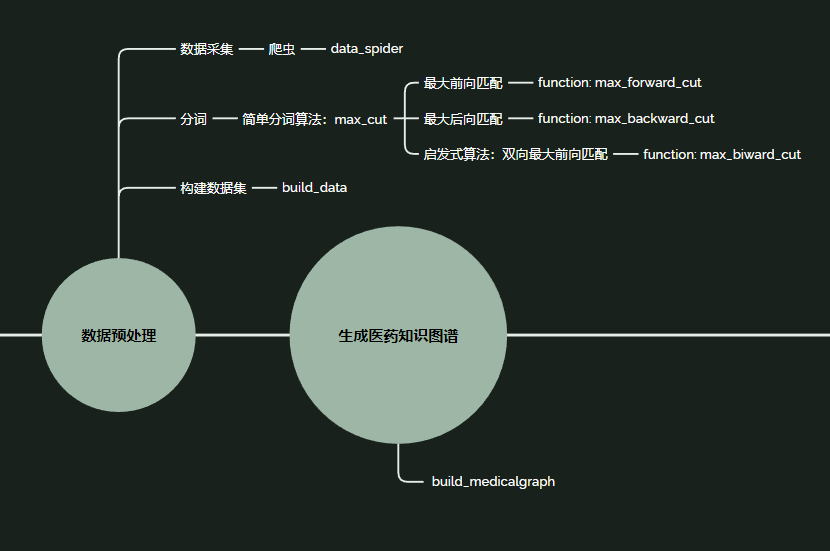 数据采集 爬虫 data_spider
最大前向匹配 function: max_forward_cut
分词 简单分词算法：max_cut 最大后向匹配 function: max_backward_cut
启发式算法：双向最大前向匹配 function: max_biward_cut
构建数据集 build_data
数据预处理 生成医药知识图谱
build_medicalgraph